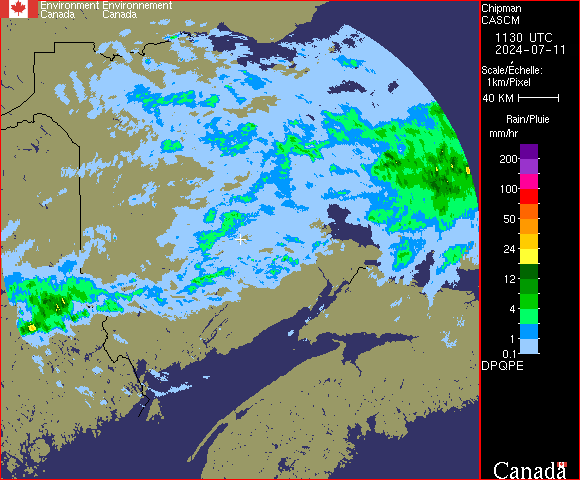 Environment Environnement
Canada Canada
Chipman
CASCM
1130 UTC
2024-07-11
Scale/Échelle:
1km/Pixel
40 KM
Rain/Pluie
mm/hr
200
100
50
24
12
4
1
0.1
DPQPE
Canada